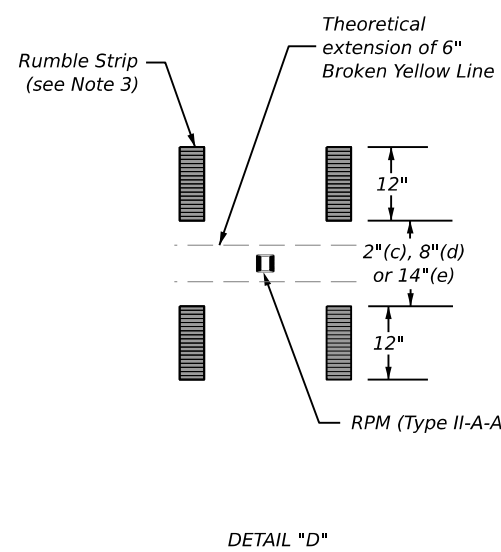 Theoretical
extension of 6"
Broken Yellow Line
Rumble Strip
(see Note 3)
12"
2"(c), 8"(d)
or 14"(e)
12"
RPM (Type II-A-A
DETAIL "D"